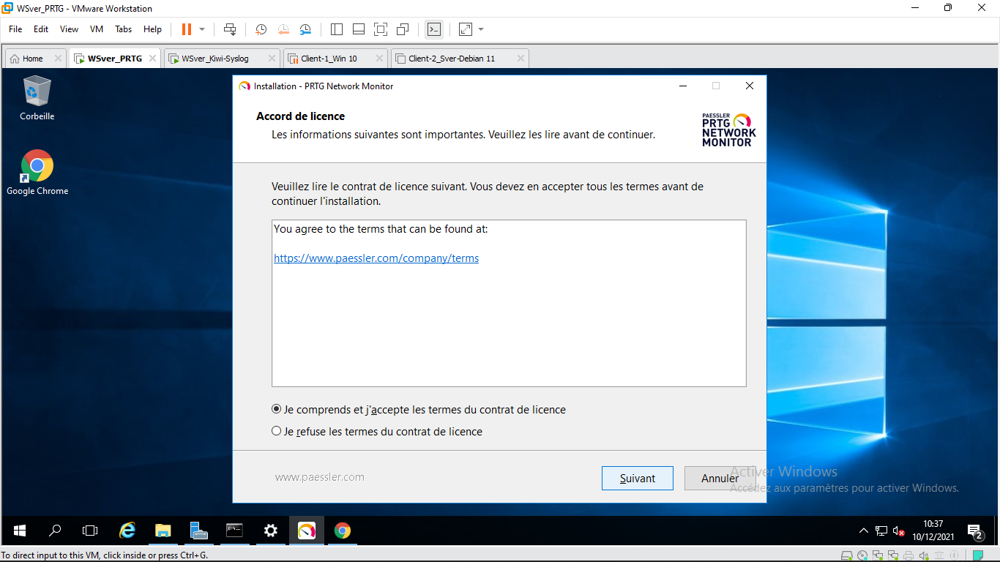 WSver_PRTG - VMware Workstation
File Edit View VM Tabs Help
Home WSver_PRTG WSver_Kiwi-Syslog Client-1_Win 10 Client-2_Sver-Debian 11
Corbeille
Google Chrome
Installation - PRTG Network Monitor
Accord de licence
Les informations suivantes sont importantes. Veuillez les lire avant de continuer.
PAESSLER
PRTG
NETWORK
MONITOR
Veuillez lire le contrat de licence suivant. Vous devez en accepter tous les termes avant de
continuer l'installation.
You agree to the terms that can be found at:
https://www.paessler.com/company/terms
Je comprends et j'accepte les termes du contrat de licence
Je refuse les termes du contrat de licence
www.paessler.com
Suivant
Annuler
Activer Windows
Accédez aux paramètres pour activer Windows.
10:37
10/12/2021
2
To direct input to this VM, click inside or press Ctrl+G.